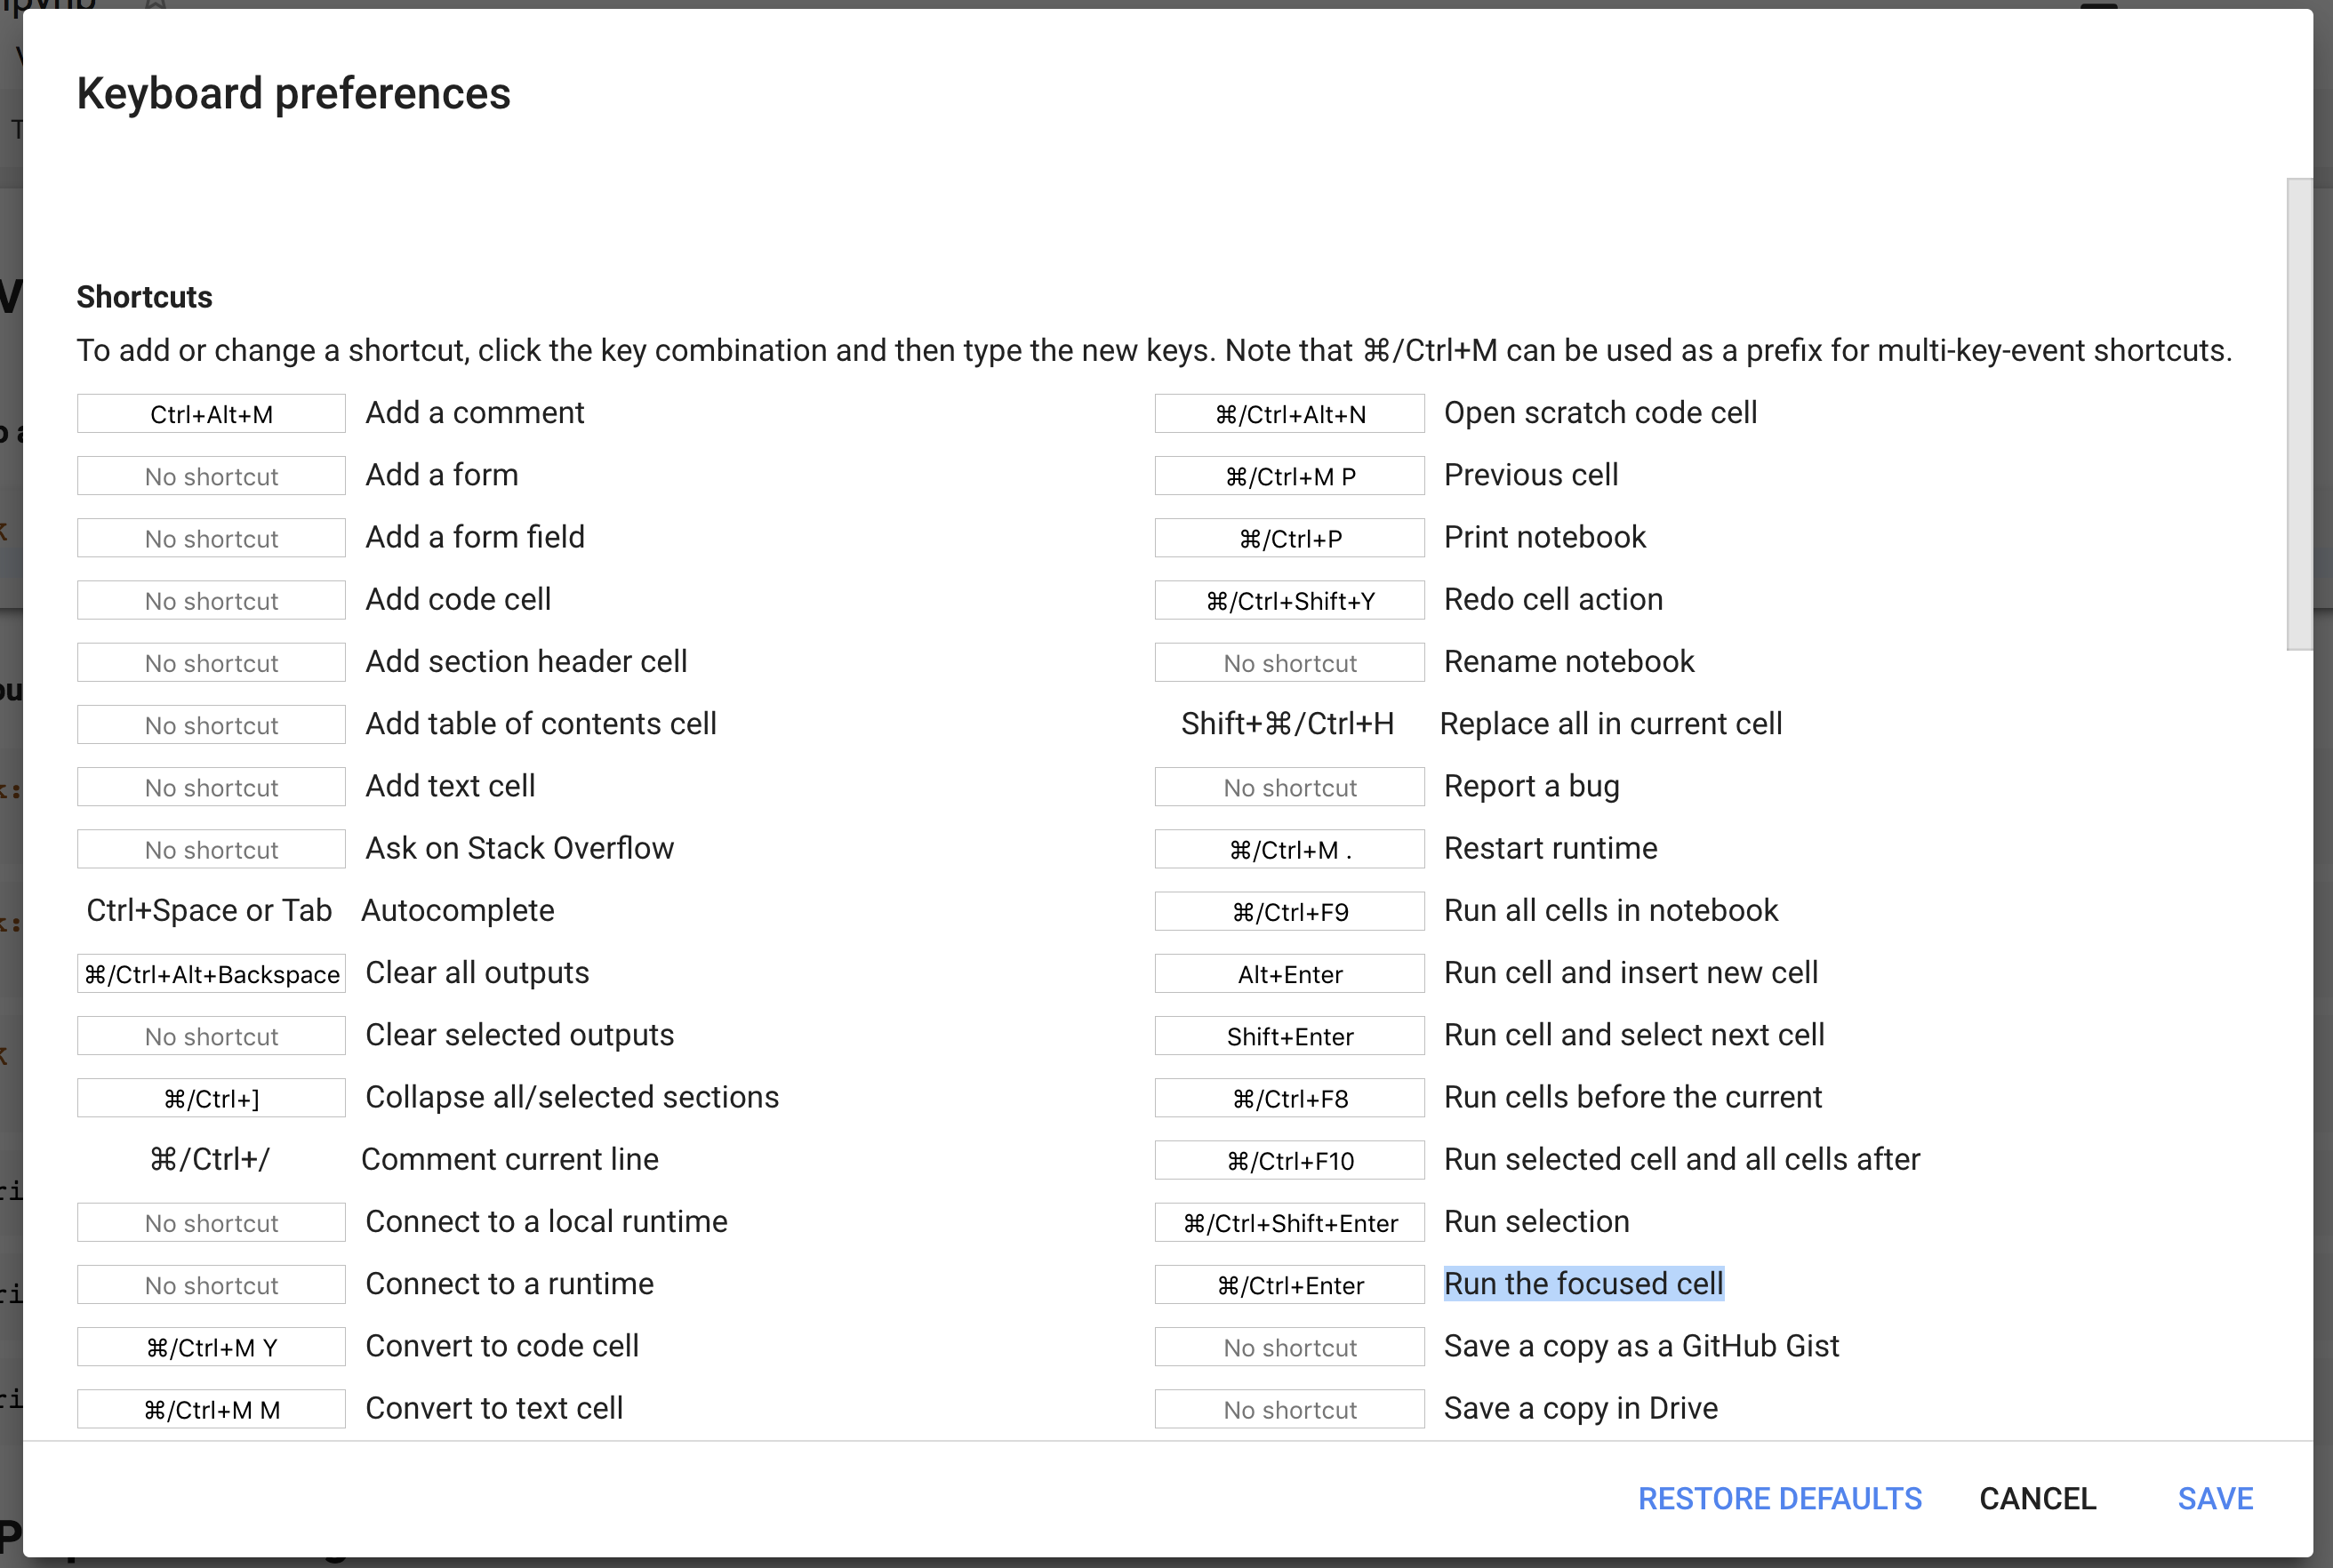 Keyboard preferences
Shortcuts
To add or change a shortcut, click the key combination and then type the new keys. Note that ⌘/Ctrl+M can be used as a prefix for multi-key-event shortcuts.
Ctrl+Alt+M Add a comment
No shortcut Add a form
No shortcut Add a form field
No shortcut Add code cell
No shortcut Add section header cell
No shortcut Add table of contents cell
No shortcut Add text cell
No shortcut Ask on Stack Overflow
Ctrl+Space or Tab Autocomplete
⌘/Ctrl+Alt+Backspace Clear all outputs
No shortcut Clear selected outputs
⌘/Ctrl+] Collapse all/selected sections
⌘/Ctrl+/ Comment current line
No shortcut Connect to a local runtime
No shortcut Connect to a runtime
⌘/Ctrl+M Y Convert to code cell
⌘/Ctrl+M M Convert to text cell
⌘/Ctrl+Alt+N Open scratch code cell
⌘/Ctrl+M P Previous cell
⌘/Ctrl+P Print notebook
⌘/Ctrl+Shift+Y Redo cell action
No shortcut Rename notebook
Shift+⌘/Ctrl+H Replace all in current cell
No shortcut Report a bug
⌘/Ctrl+M . Restart runtime
⌘/Ctrl+F9 Run all cells in notebook
Alt+Enter Run cell and insert new cell
Shift+Enter Run cell and select next cell
⌘/Ctrl+F8 Run cells before the current
⌘/Ctrl+F10 Run selected cell and all cells after
⌘/Ctrl+Shift+Enter Run selection
⌘/Ctrl+Enter Run the focused cell
No shortcut Save a copy as a GitHub Gist
No shortcut Save a copy in Drive
RESTORE DEFAULTS CANCEL SAVE